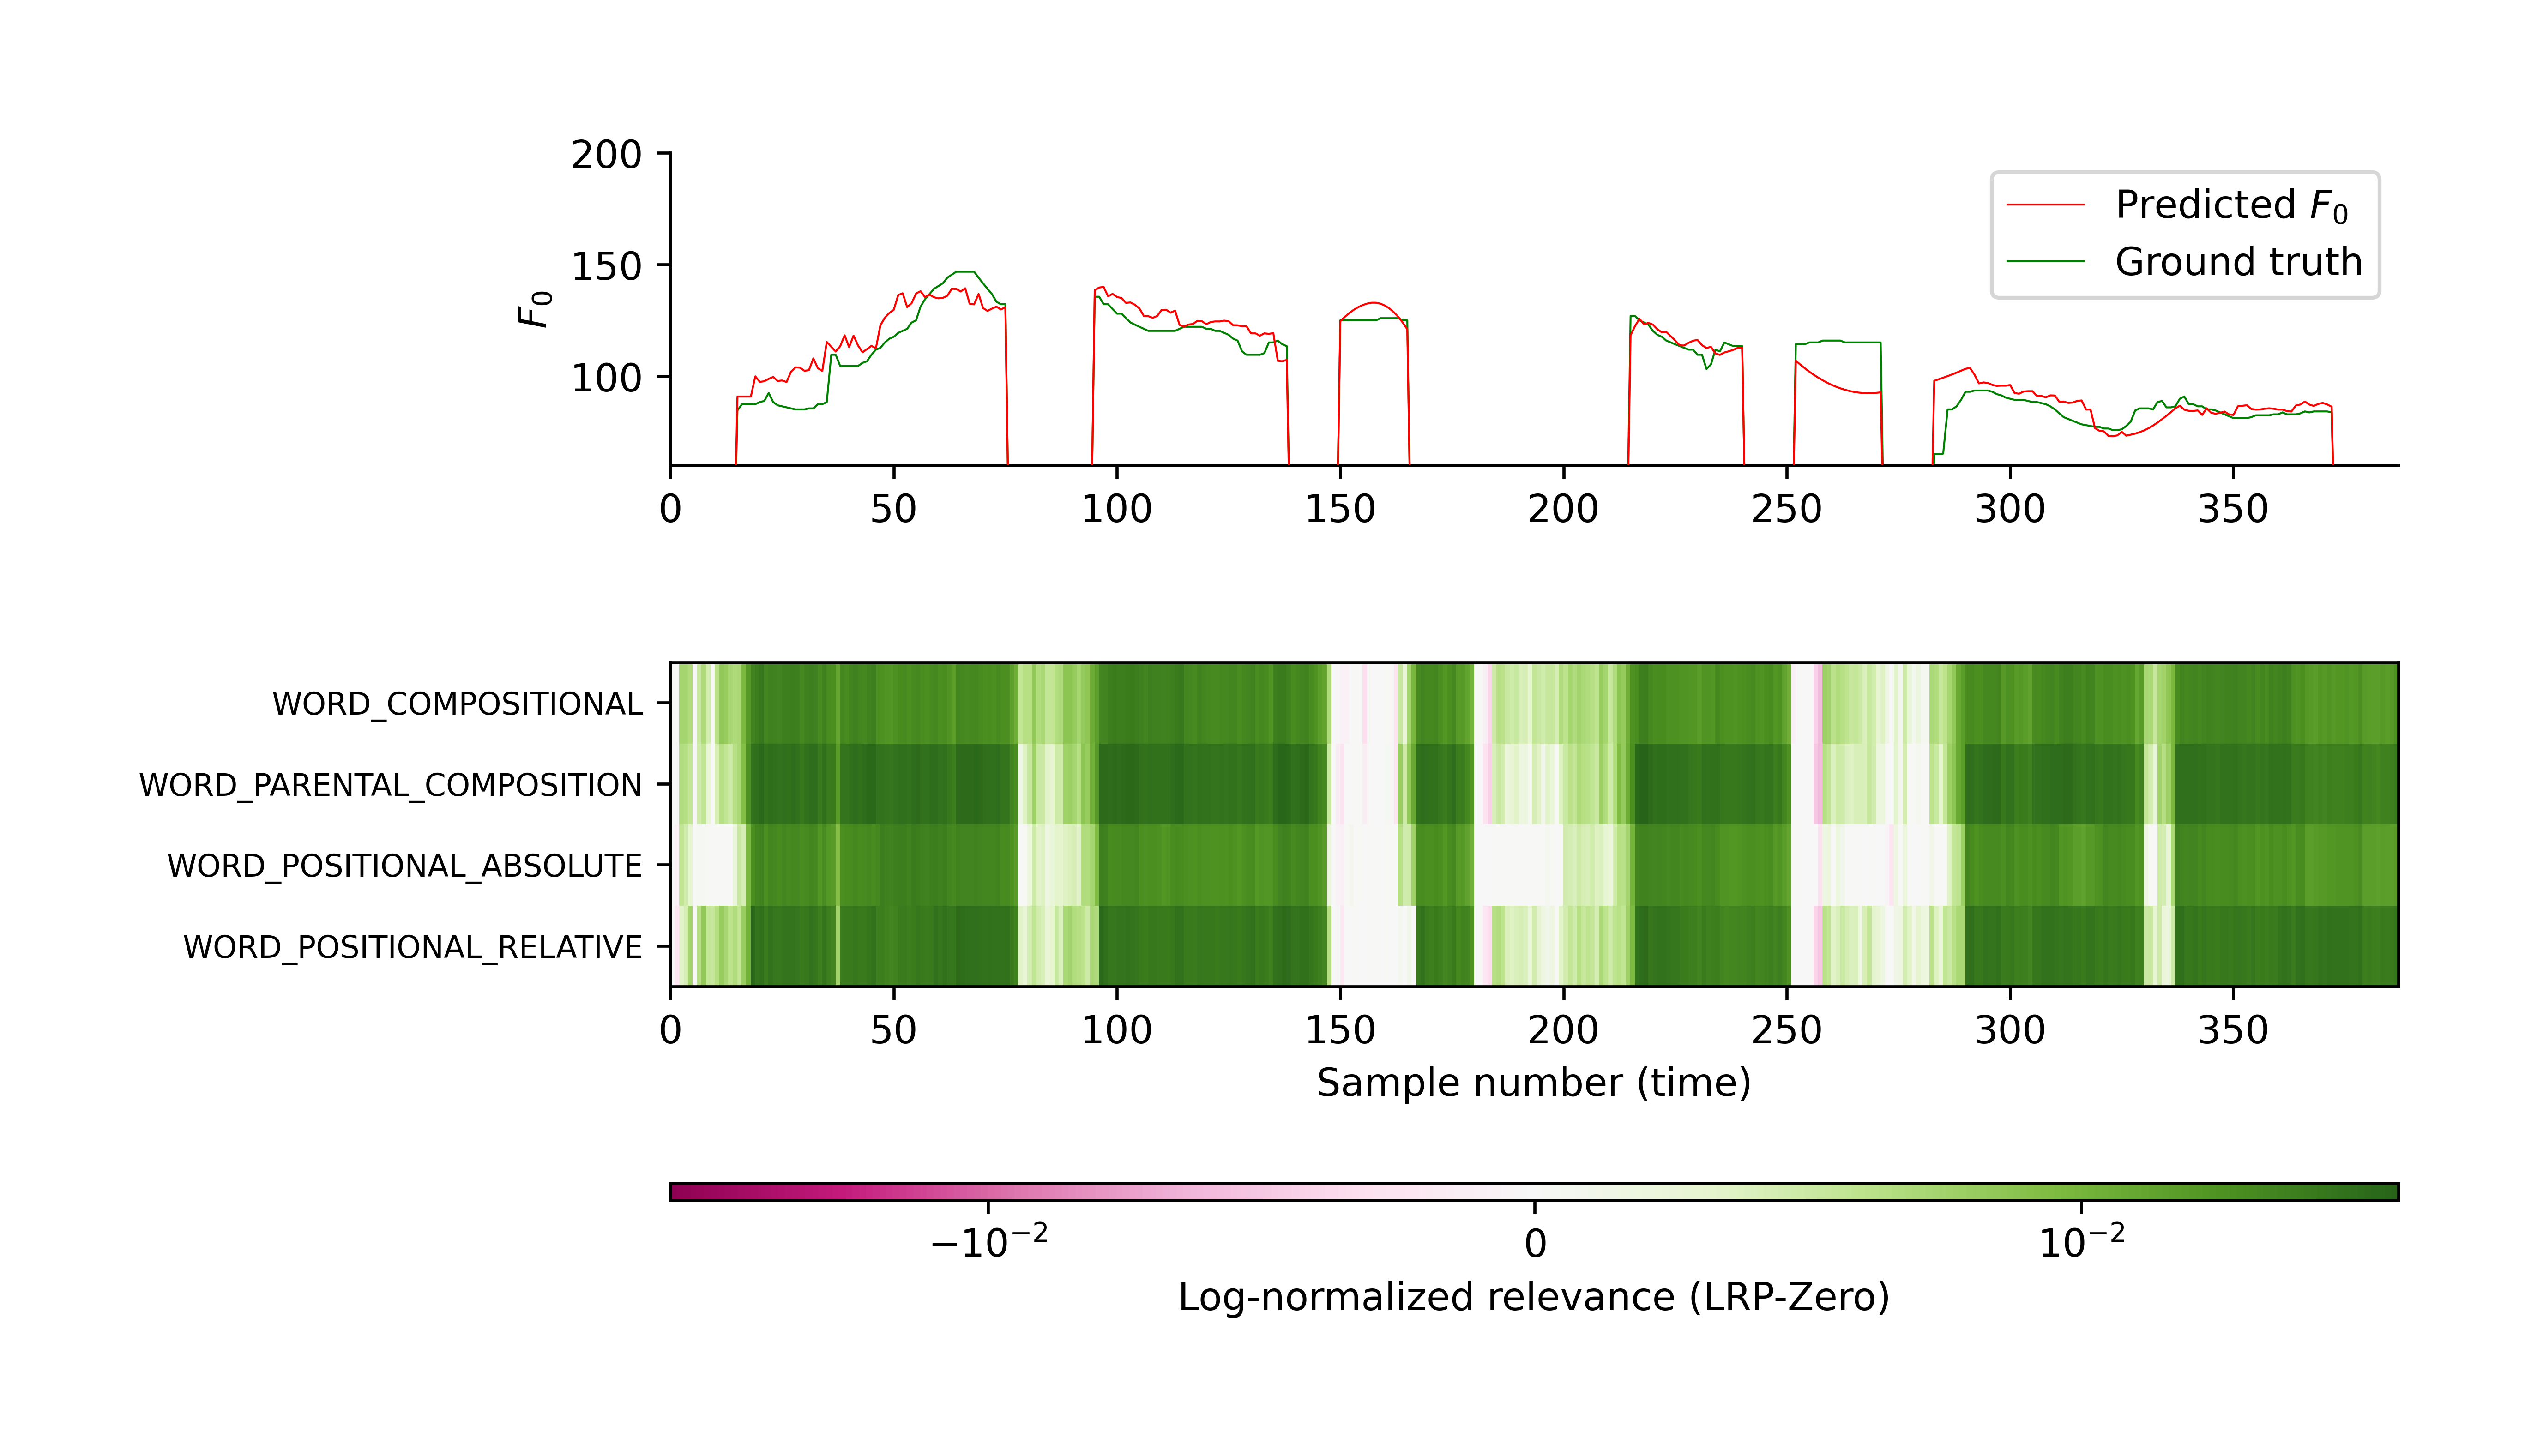 200
150
100
F₀
Predicted F₀
Ground truth
0 50 100 150 200 250 300 350
WORD_COMPOSITIONAL
WORD_PARENTAL_COMPOSITION
WORD_POSITIONAL_ABSOLUTE
WORD_POSITIONAL_RELATIVE
0 50 100 150 200 250 300 350
Sample number (time)
−10⁻² 0 10⁻²
Log-normalized relevance (LRP-Zero)